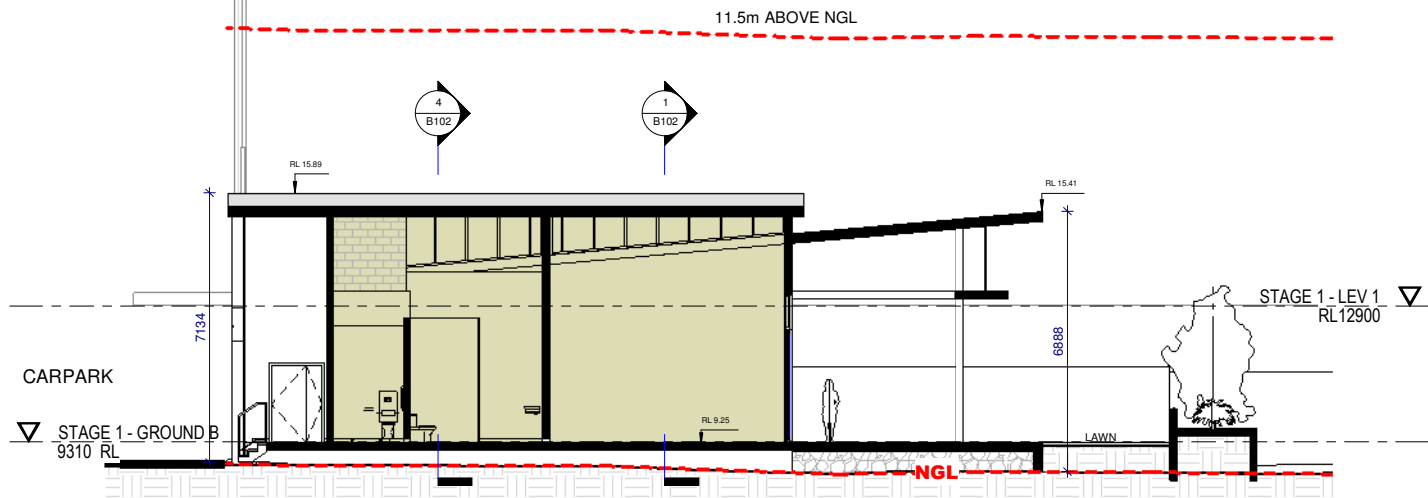 11.5m ABOVE NGL
4
B102
1
B102
RL 15.89
RL 15.41
STAGE 1 - LEV 1
RL12900
7134
6888
CARPARK
RL 9.25
STAGE 1 - GROUND B
9310 RL
LAWN
NGL